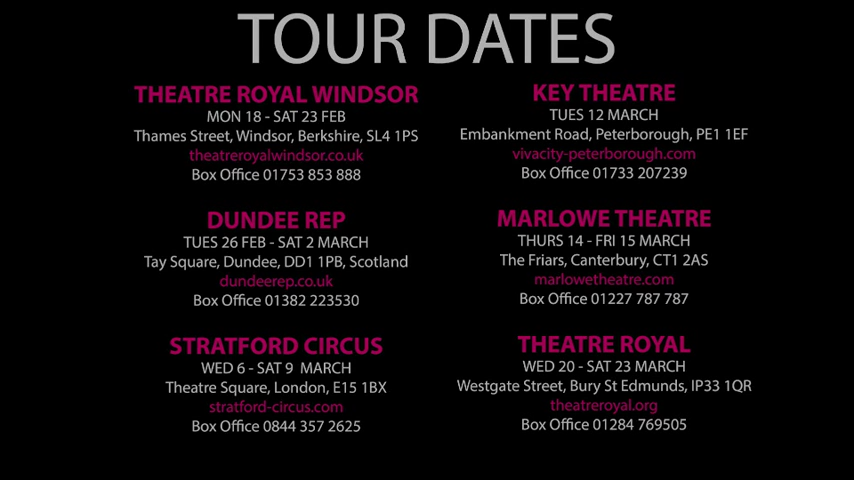 TOUR DATES
THEATRE ROYAL WINDSOR
MON 18 - SAT 23 FEB
Thames Street, Windsor, Berkshire, SL4 1PS
theatreroyalwindsor.co.uk
Box Office 01753 853 888
DUNDEE REP
TUES 26 FEB - SAT 2 MARCH
Tay Square, Dundee, DD1 1PB, Scotland
dundeerep.co.uk
Box Office 01382 223530
STRATFORD CIRCUS
WED 6 - SAT 9 MARCH
Theatre Square, London, E15 1BX
stratford-circus.com
Box Office 0844 357 2625
KEY THEATRE
TUES 12 MARCH
Embankment Road, Peterborough, PE1 1EF
vivacity-peterborough.com
Box Office 01733 207239
MARLOWE THEATRE
THURS 14 - FRI 15 MARCH
The Friars, Canterbury, CT1 2AS
marlowetheatre.com
Box Office 01227 787 787
THEATRE ROYAL
WED 20 - SAT 23 MARCH
Westgate Street, Bury St Edmunds, IP33 1QR
theatreroyal.org
Box Office 01284 769505